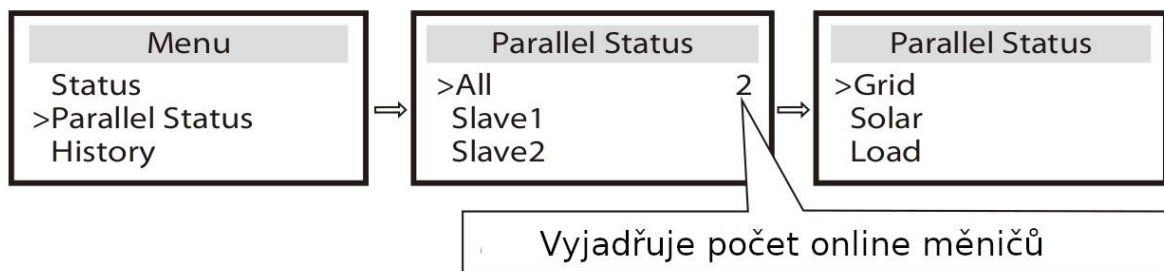 Menu
Status
>Parallel Status
History
Parallel Status
>All 2
Slave1
Slave2
Parallel Status
>Grid
Solar
Load
Vyjadřuje počet online měničů